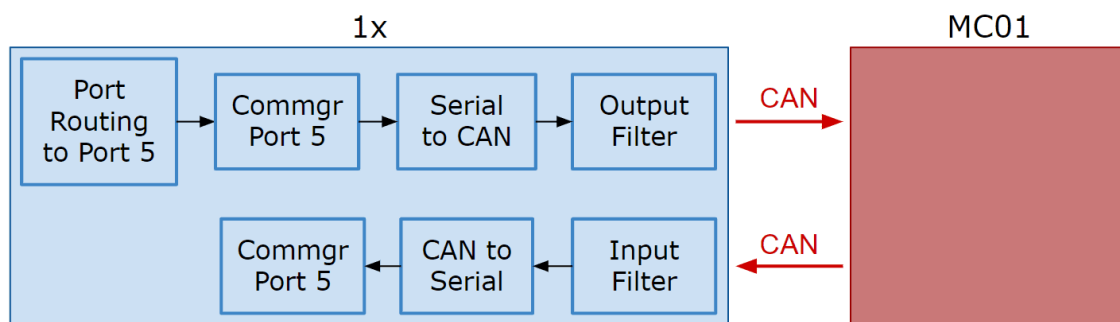 1x
MC01
Port
Routing
to Port 5
Commgr
Port 5
Serial
to CAN
Output
Filter
CAN
Commgr
Port 5
CAN to
Serial
Input
Filter
CAN